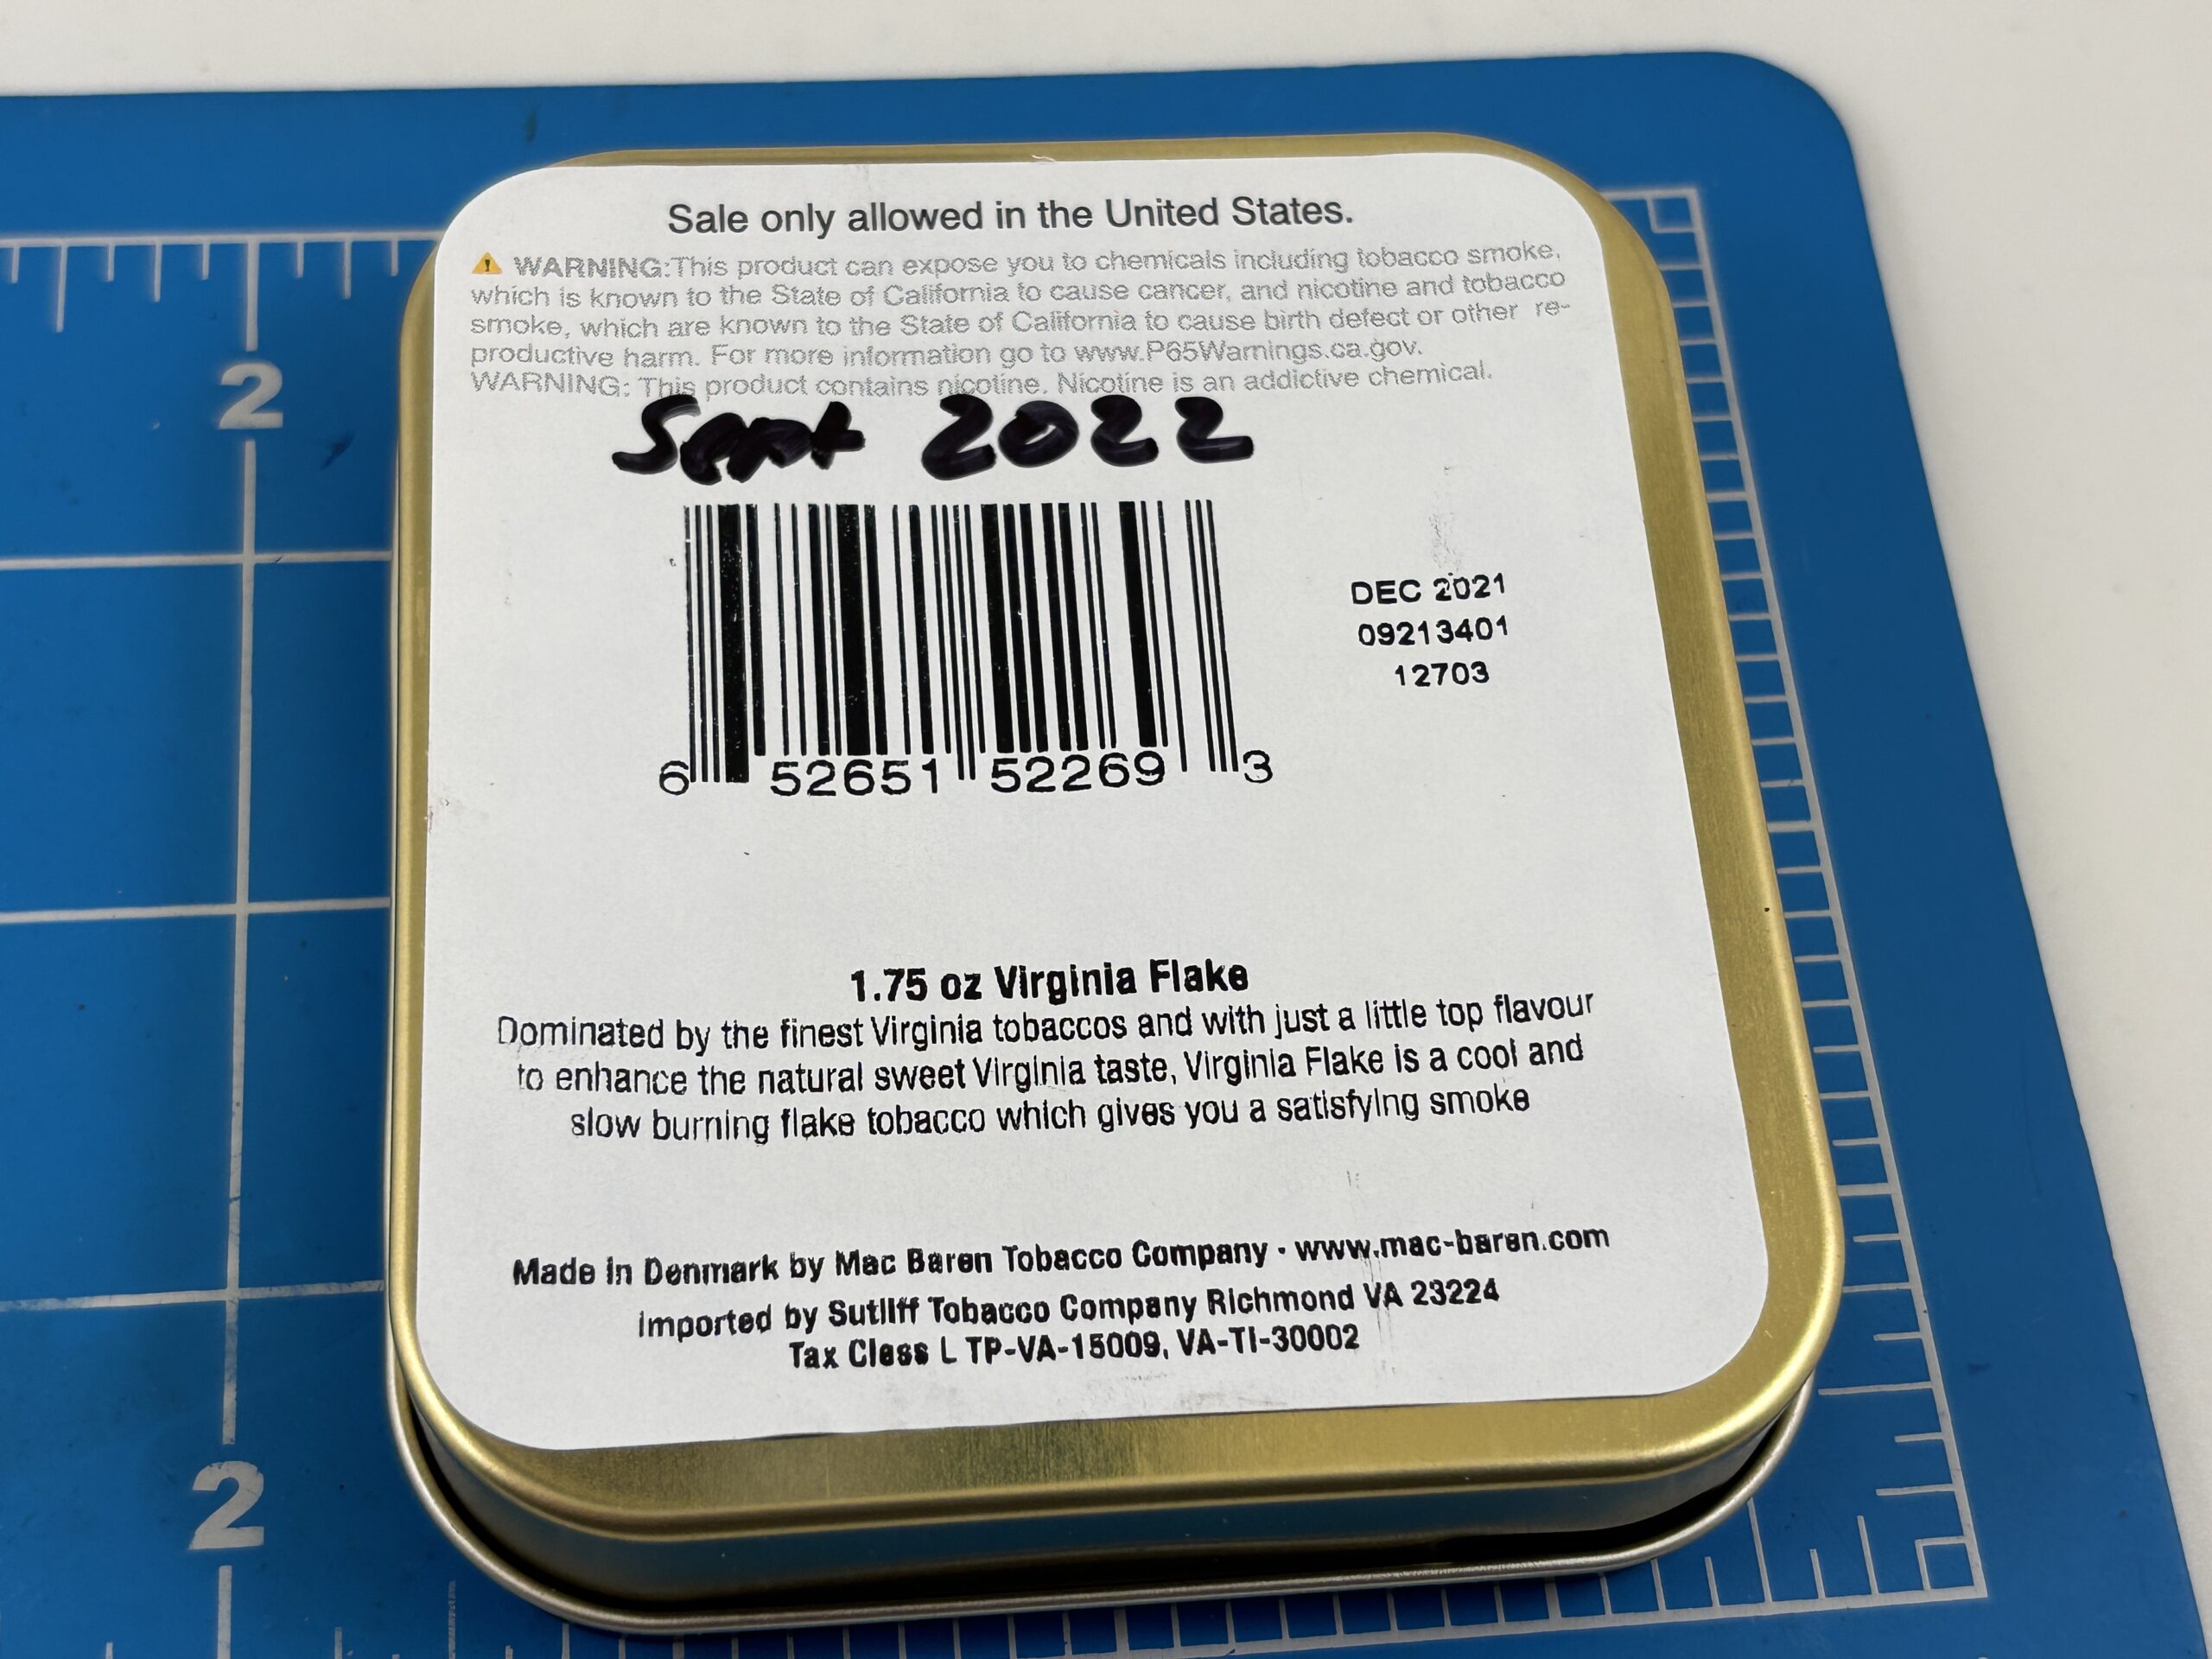 Sale only allowed in the United States.
⚠ WARNING:This product can expose you to chemicals including tobacco smoke,
which is known to the State of California to cause cancer, and nicotine and tobacco
smoke, which are known to the State of California to cause birth defect or other re-
productive harm. For more information go to www.P65Warnings.ca.gov.
WARNING: This product contains nicotine. Nicotine is an addictive chemical.
Sept 2022
DEC 2021
09213401
12703
6 52651 52269 3
1.75 oz Virginia Flake
Dominated by the finest Virginia tobaccos and with just a little top flavour
to enhance the natural sweet Virginia taste, Virginia Flake is a cool and
slow burning flake tobacco which gives you a satisfying smoke
Made in Denmark by Mac Baren Tobacco Company · www.mac-baren.com
Imported by Sutliff Tobacco Company Richmond VA 23224
Tax Class L TP-VA-15009, VA-TI-30002
2
2